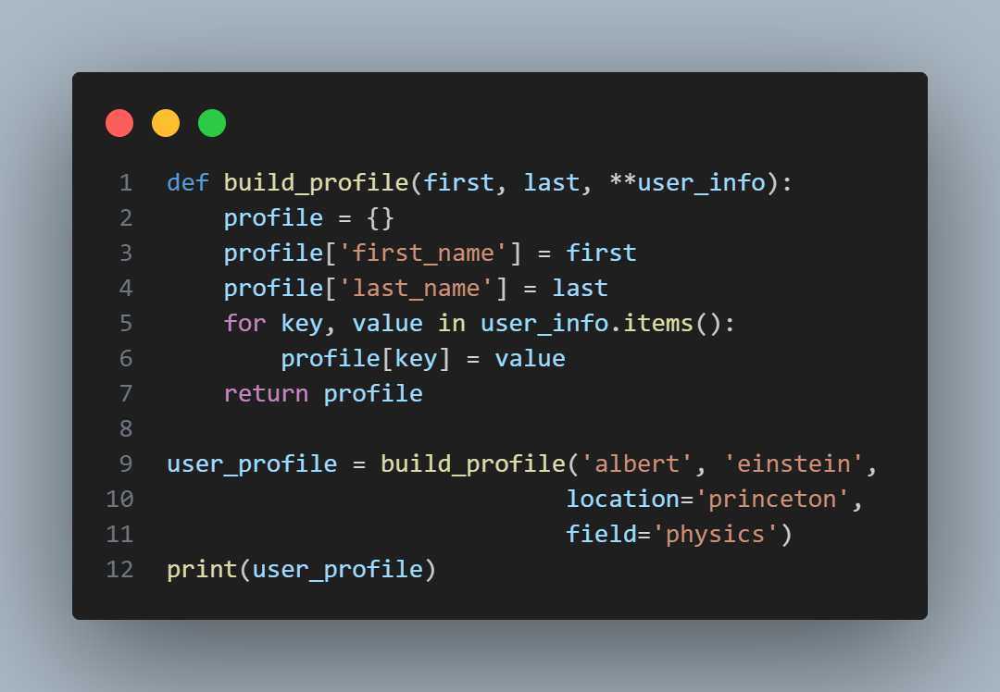 1 def build_profile(first, last, **user_info):
2     profile = {}
3     profile['first_name'] = first
4     profile['last_name'] = last
5     for key, value in user_info.items():
6         profile[key] = value
7     return profile
8
9 user_profile = build_profile('albert', 'einstein',
10                             location='princeton',
11                             field='physics')
12 print(user_profile)